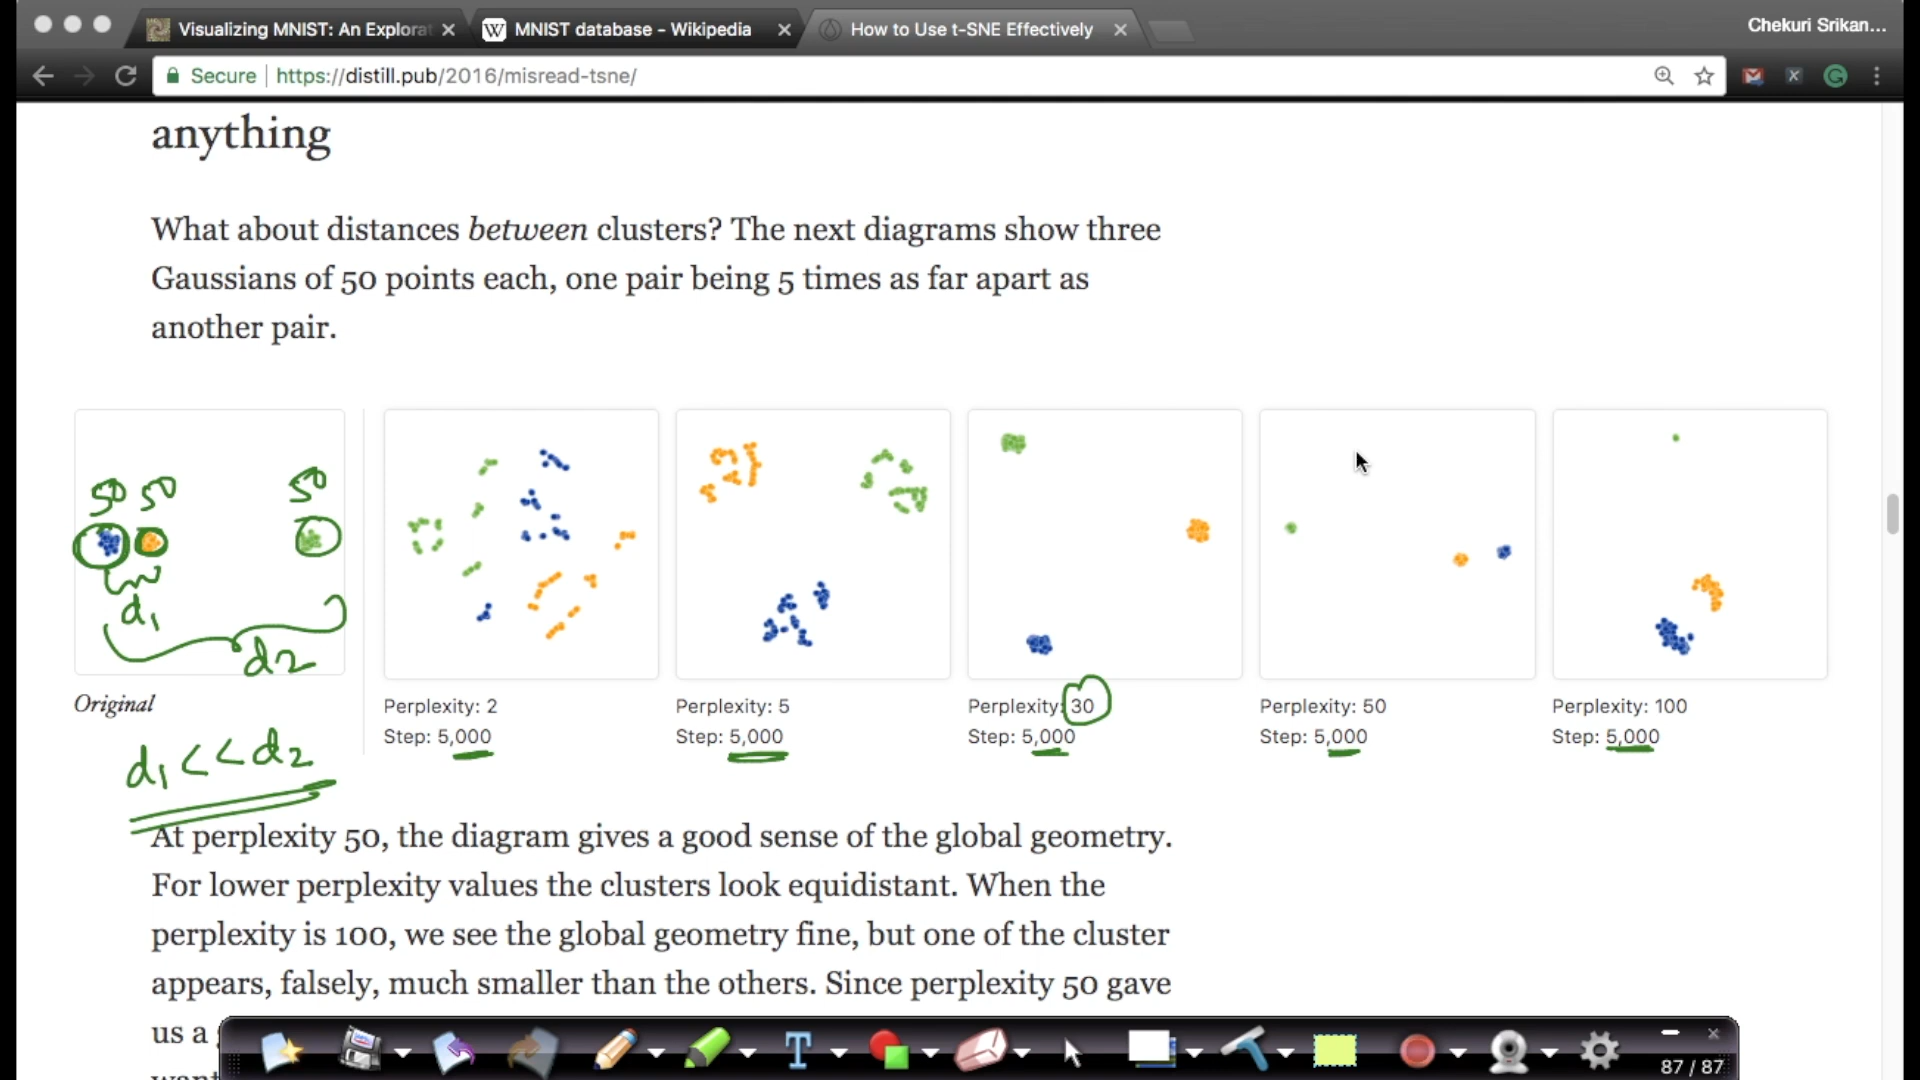 Visualizing MNIST: An Explorat
MNIST database - Wikipedia
How to Use t-SNE Effectively
Chekuri Srikan...
Secure
https://distill.pub/2016/misread-tsne/
anything
What about distances between clusters? The next diagrams show three
Gaussians of 50 points each, one pair being 5 times as far apart as
another pair.
50 50 50
d1
d2
Original
d1 << d2
Perplexity: 2
Step: 5,000
Perplexity: 5
Step: 5,000
Perplexity: 30
Step: 5,000
Perplexity: 50
Step: 5,000
Perplexity: 100
Step: 5,000
At perplexity 50, the diagram gives a good sense of the global geometry.
For lower perplexity values the clusters look equidistant. When the
perplexity is 100, we see the global geometry fine, but one of the cluster
appears, falsely, much smaller than the others. Since perplexity 50 gave
us a
87 / 87